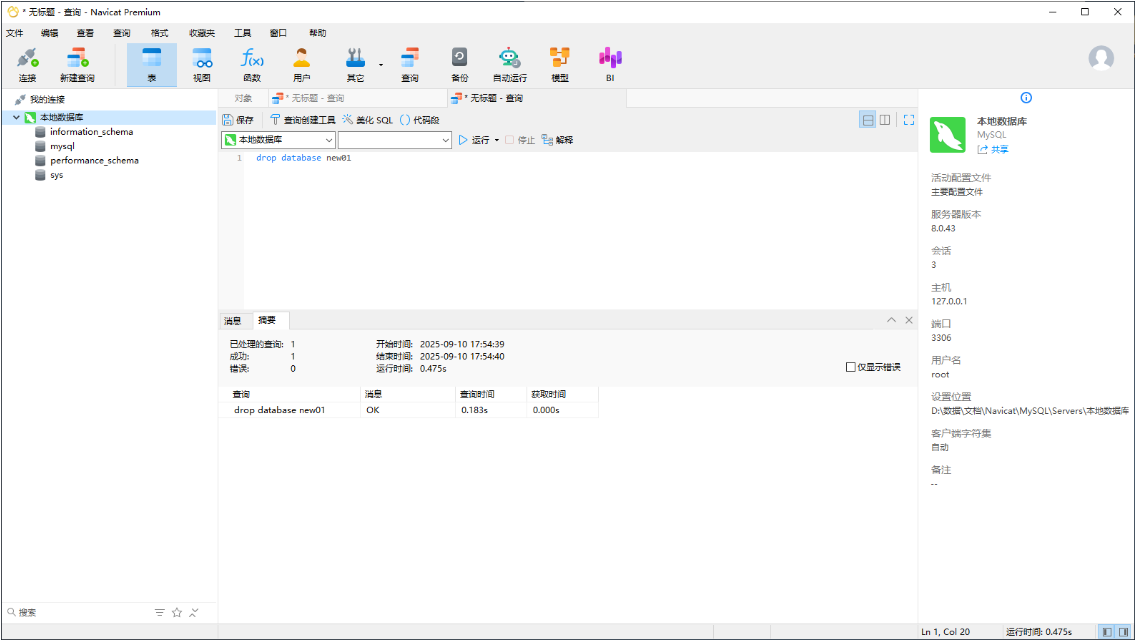 * 无标题 - 查询 - Navicat Premium
文件 编辑 查看 查询 格式 收藏夹 工具 窗口 帮助
连接 新建查询 表 视图 函数 用户 其它 查询 备份 自动运行 模型 BI
我的连接
本地数据库
information_schema
mysql
performance_schema
sys
搜索
对象 * 无标题 - 查询 * 无标题 - 查询
保存 查询创建工具 美化 SQL () 代码段
本地数据库 运行 停止 解释
1 drop database new01
消息 摘要
已处理的查询: 1 开始时间: 2025-09-10 17:54:39
成功: 1 结束时间: 2025-09-10 17:54:40
错误: 0 运行时间: 0.475s
仅显示错误
查询 消息 查询时间 获取时间
drop database new01 OK 0.183s 0.000s
本地数据库
MySQL
共享
活动配置文件
主要配置文件
服务器版本
8.0.43
会话
3
主机
127.0.0.1
端口
3306
用户名
root
设置位置
D:\数据\文档\Navicat\MySQL\Servers\本地数据库
客户端字符集
自动
备注
--
Ln 1, Col 20 运行时间: 0.475s